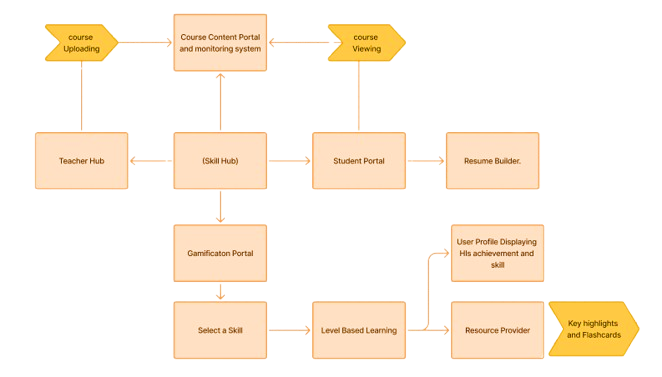 course
Uploading
Course Content Portal
and monitoring system
course
Viewing
Teacher Hub
(Skill Hub)
Student Portal
Resume Builder.
Gamificaton Portal
User Profile Displaying
HIs achievement and
skill
Select a Skill
Level Based Learning
Resource Provider
Key highlights
and Flashcards